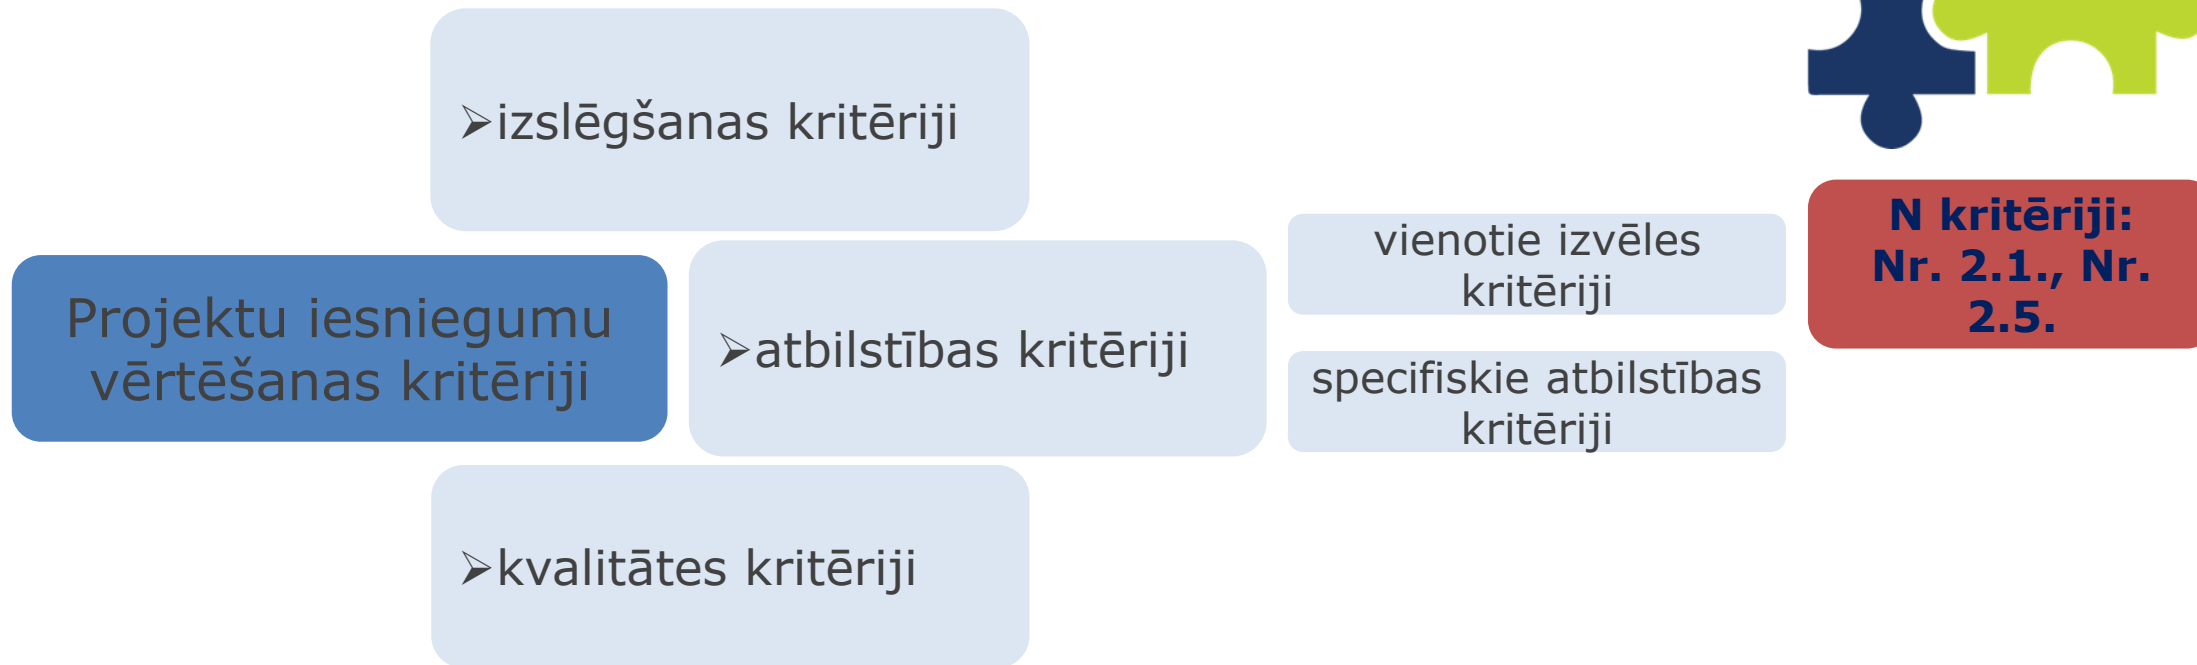 ➢izslēgšanas kritēriji
Projektu iesniegumu
vērtēšanas kritēriji
➢atbilstības kritēriji
vienotie izvēles
kritēriji
specifiskie atbilstības
kritēriji
N kritēriji:
Nr. 2.1., Nr.
2.5.
➢kvalitātes kritēriji